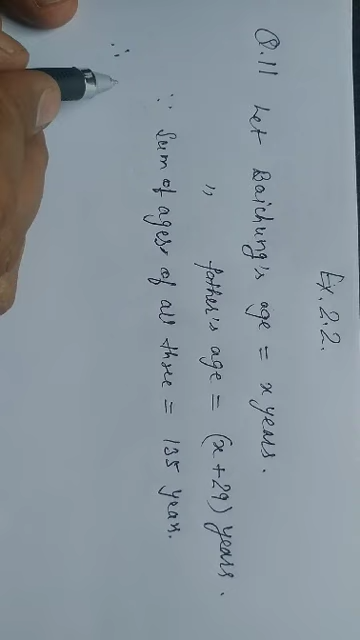 Ex. 2.2.
Q.11 Let Baichung's age = x years.
" father's age = (x + 29) years.
∵ Sum of ages of all three = 135 years.
∴